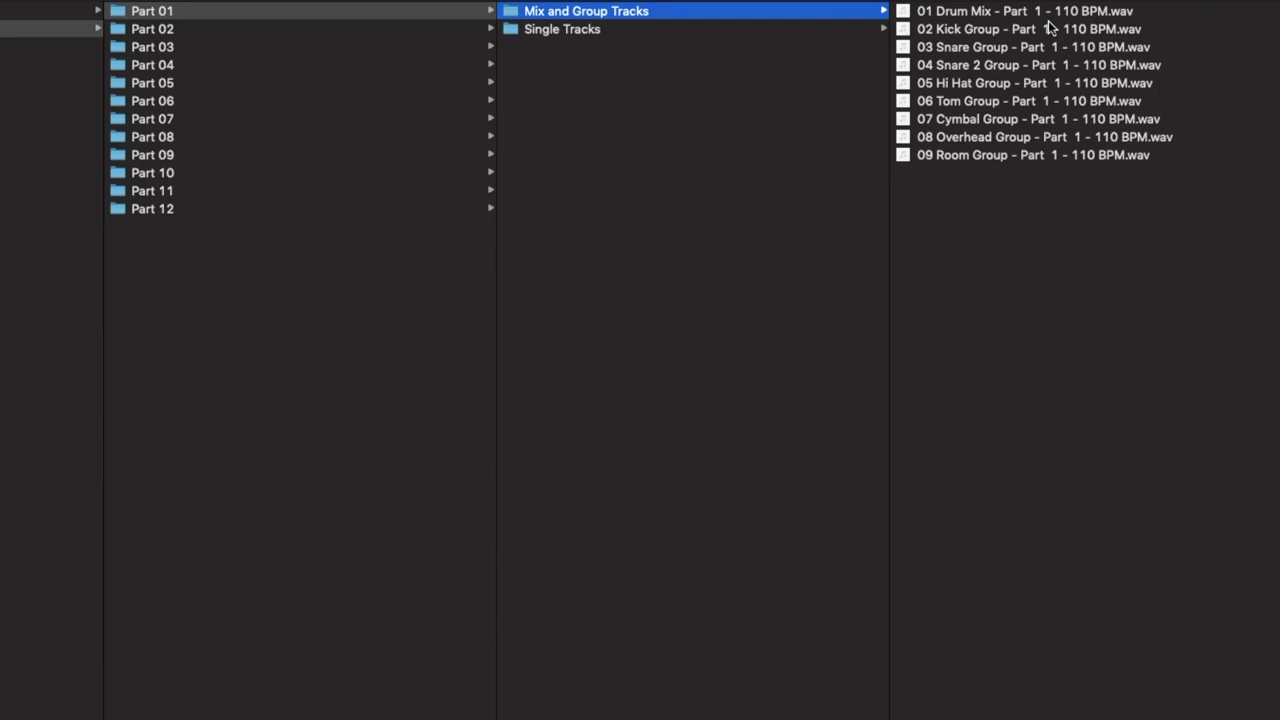 Part 01
Part 02
Part 03
Part 04
Part 05
Part 06
Part 07
Part 08
Part 09
Part 10
Part 11
Part 12
Mix and Group Tracks
Single Tracks
01 Drum Mix - Part  1 - 110 BPM.wav
02 Kick Group - Part  1 - 110 BPM.wav
03 Snare Group - Part  1 - 110 BPM.wav
04 Snare 2 Group - Part  1 - 110 BPM.wav
05 Hi Hat Group - Part  1 - 110 BPM.wav
06 Tom Group - Part  1 - 110 BPM.wav
07 Cymbal Group - Part  1 - 110 BPM.wav
08 Overhead Group - Part  1 - 110 BPM.wav
09 Room Group - Part  1 - 110 BPM.wav